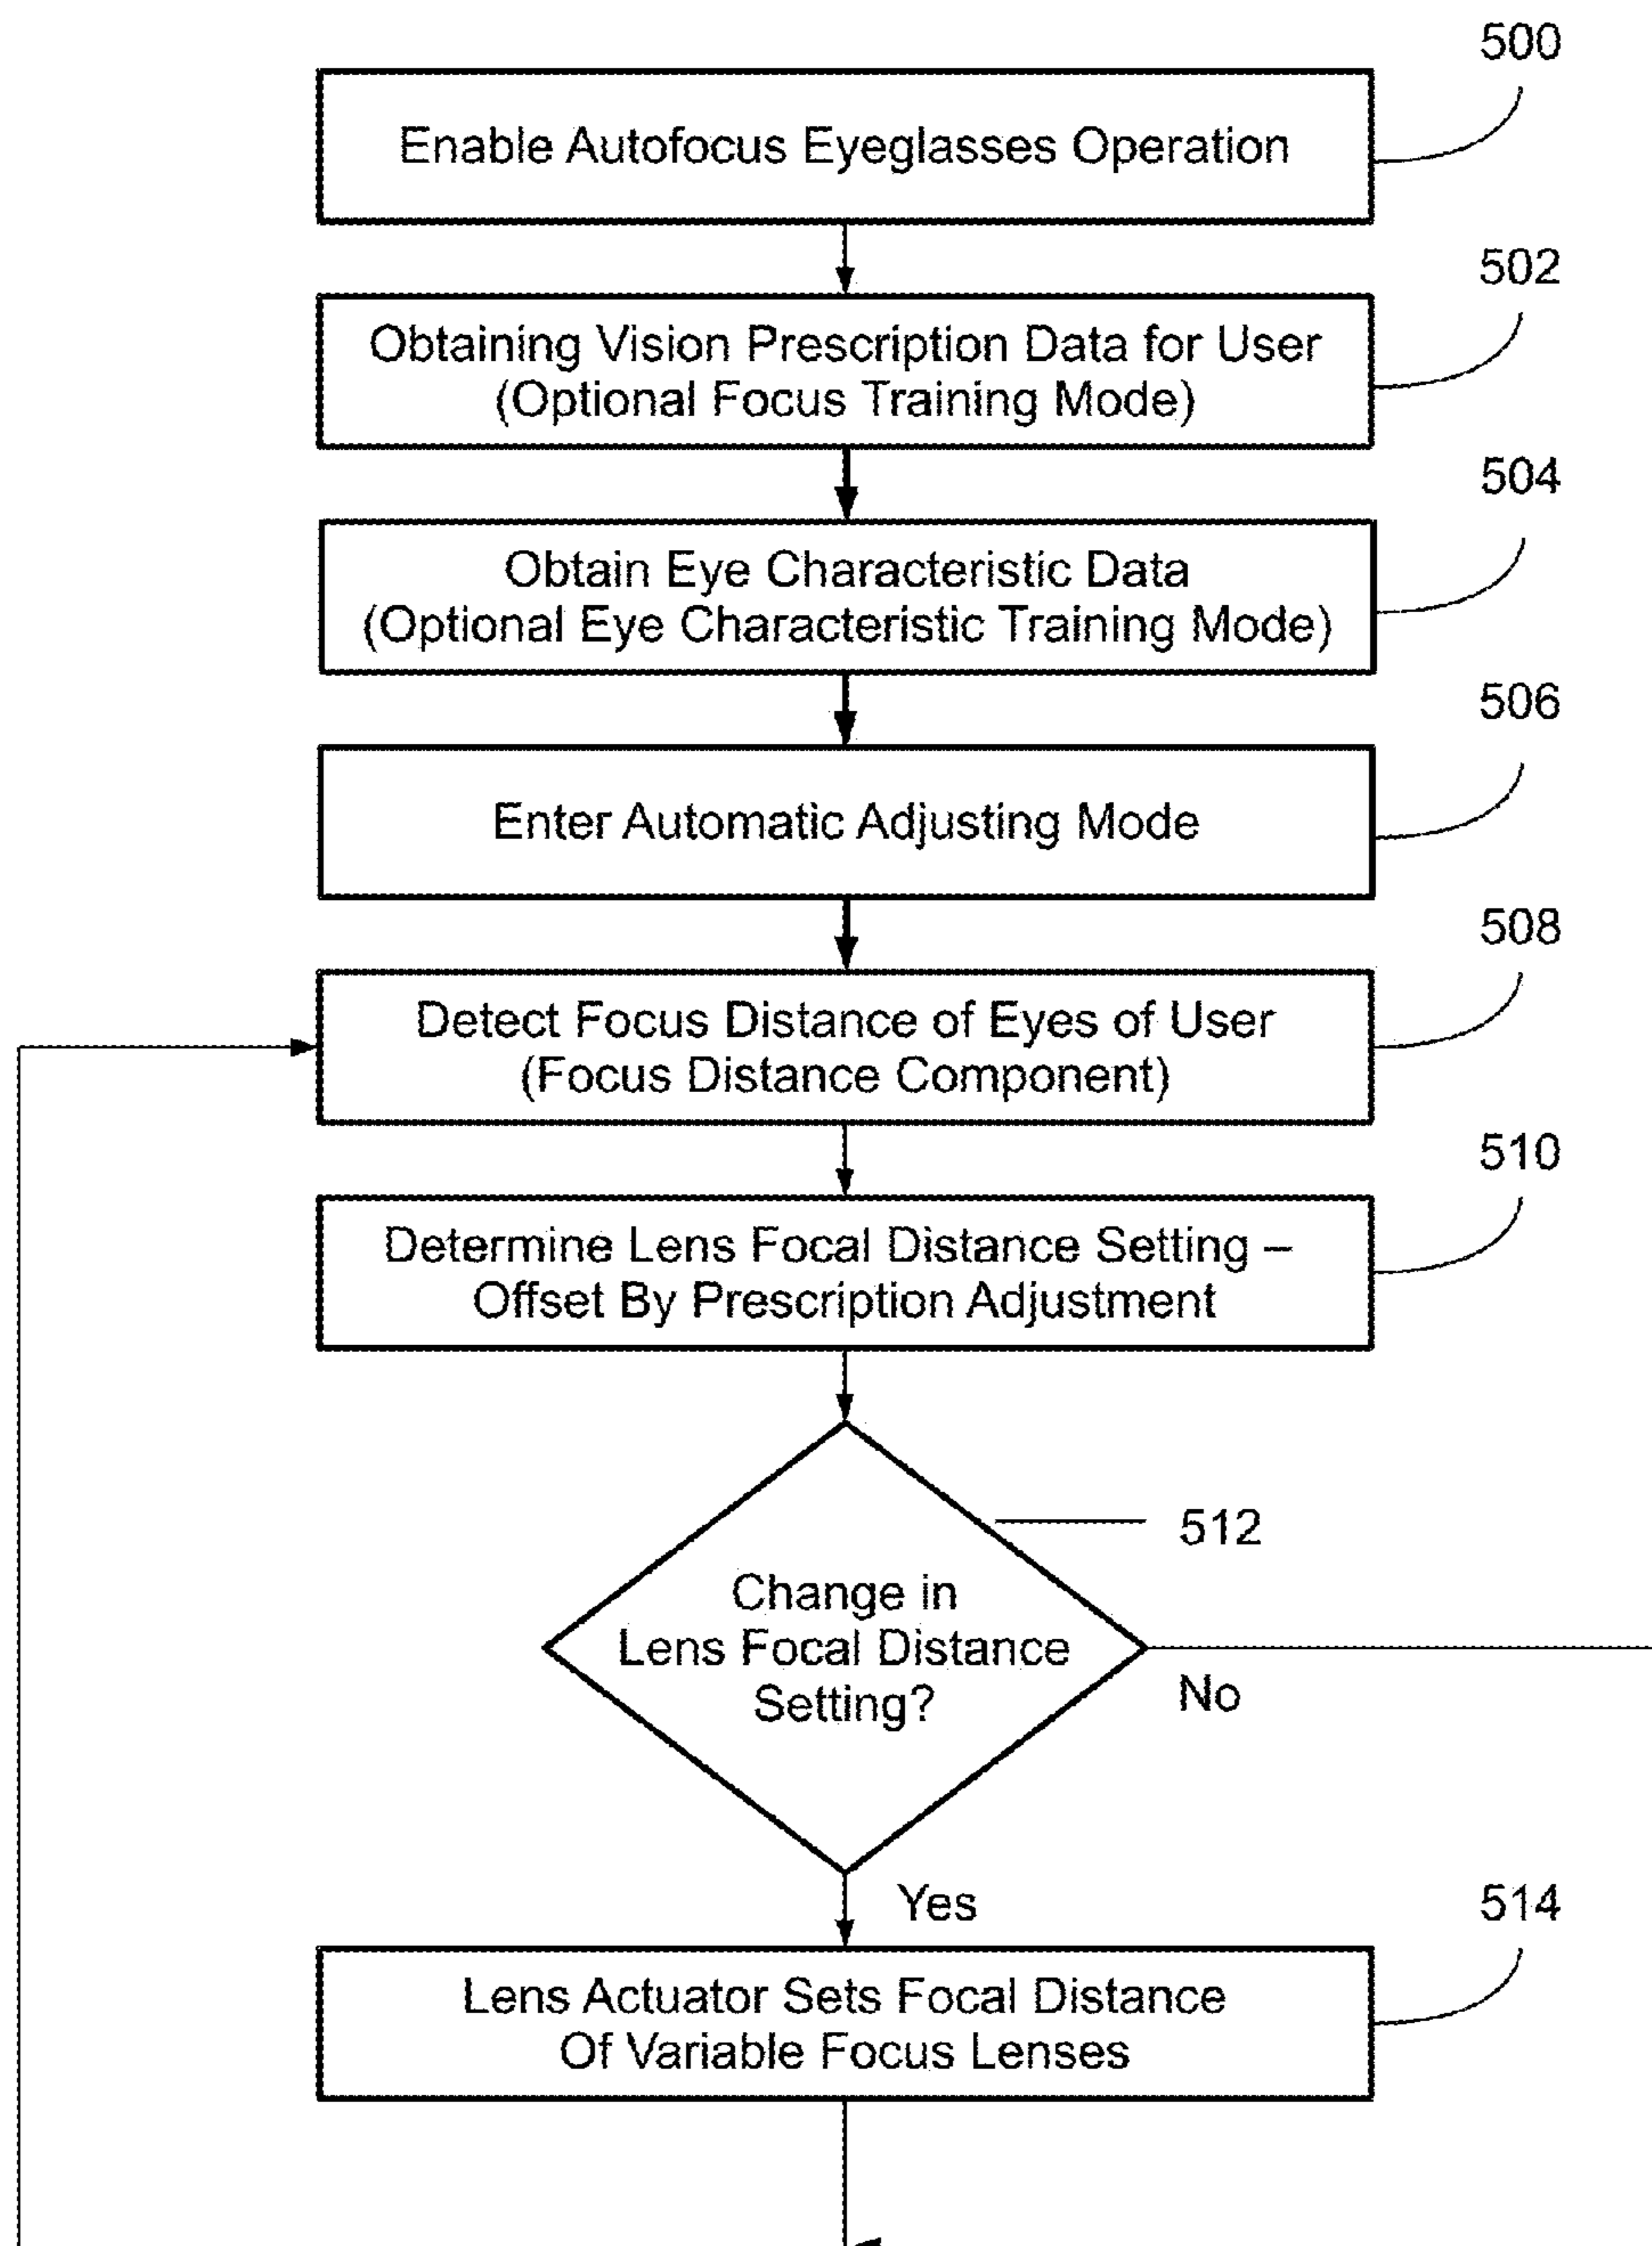 500
Enable Autofocus Eyeglasses Operation
502
Obtaining Vision Prescription Data for User
(Optional Focus Training Mode)
504
Obtain Eye Characteristic Data
(Optional Eye Characteristic Training Mode)
506
Enter Automatic Adjusting Mode
508
Detect Focus Distance of Eyes of User
(Focus Distance Component)
510
Determine Lens Focal Distance Setting –
Offset By Prescription Adjustment
512
Change in
Lens Focal Distance
Setting?
No
Yes
514
Lens Actuator Sets Focal Distance
Of Variable Focus Lenses